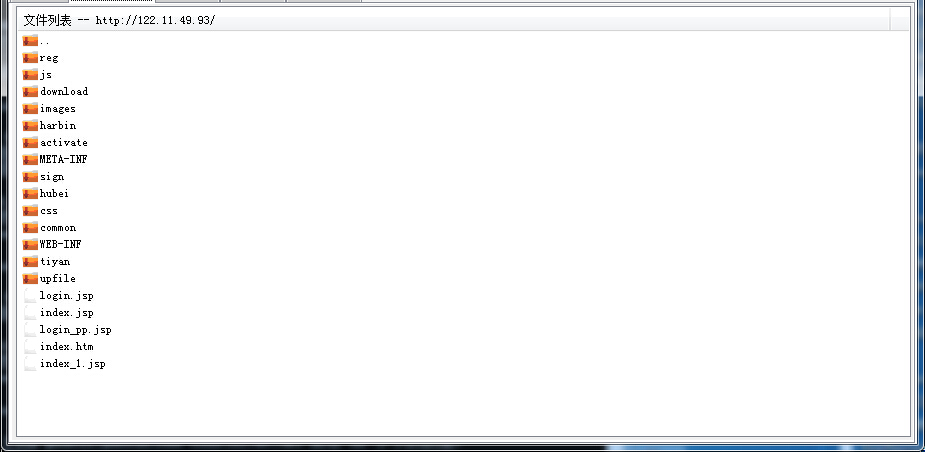 文件列表 -- http://122.11.49.93/
..
reg
js
download
images
harbin
activate
META-INF
sign
hubei
css
common
WEB-INF
tiyan
upfile
login.jsp
index.jsp
login_pp.jsp
index.htm
index_1.jsp